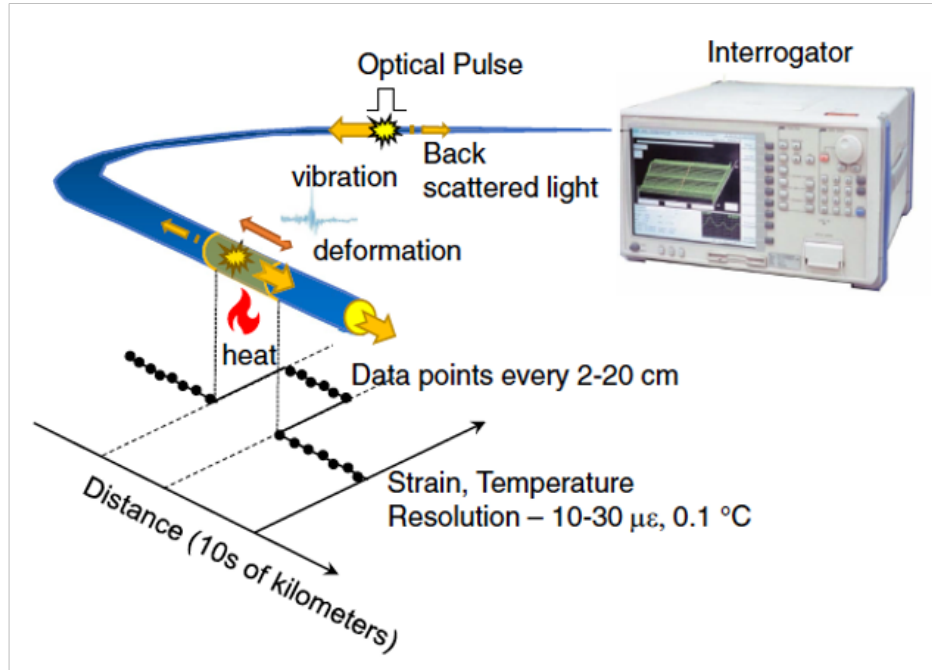 Interrogator
Optical Pulse
Back
scattered light
vibration
deformation
heat
Data points every 2-20 cm
Strain, Temperature
Resolution – 10-30 με, 0.1 °C
Distance (10s of kilometers)